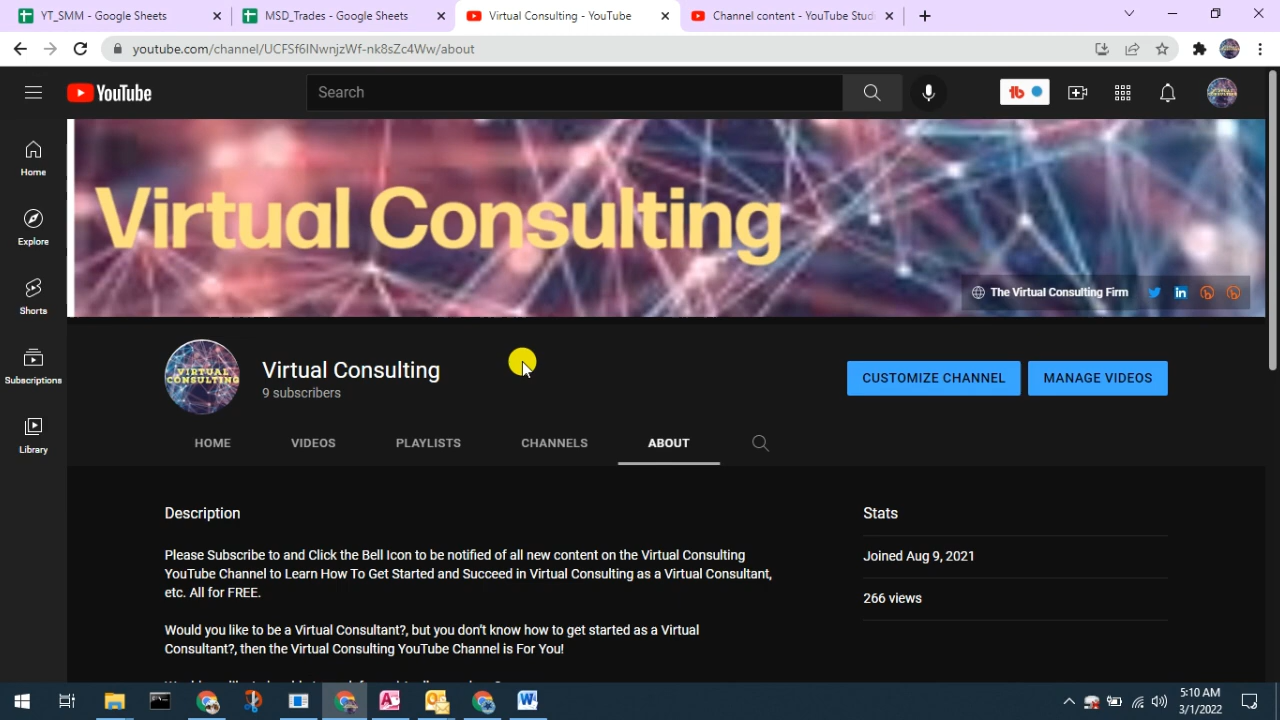 YT_SMM - Google Sheets
MSD_Trades - Google Sheets
Virtual Consulting - YouTube
Channel content - YouTube Studi
youtube.com/channel/UCFSf6INwnjzWf-nk8sZc4Ww/about
YouTube
Search
Home
Explore
Shorts
Subscriptions
Library
Virtual Consulting
The Virtual Consulting Firm
VIRTUAL
CONSULTING
Virtual Consulting
9 subscribers
CUSTOMIZE CHANNEL
MANAGE VIDEOS
HOME
VIDEOS
PLAYLISTS
CHANNELS
ABOUT
Description
Please Subscribe to and Click the Bell Icon to be notified of all new content on the Virtual Consulting
YouTube Channel to Learn How To Get Started and Succeed in Virtual Consulting as a Virtual Consultant,
etc. All for FREE.
Would you like to be a Virtual Consultant?, but you don't know how to get started as a Virtual
Consultant?, then the Virtual Consulting YouTube Channel is For You!
Stats
Joined Aug 9, 2021
266 views
5:10 AM
3/1/2022